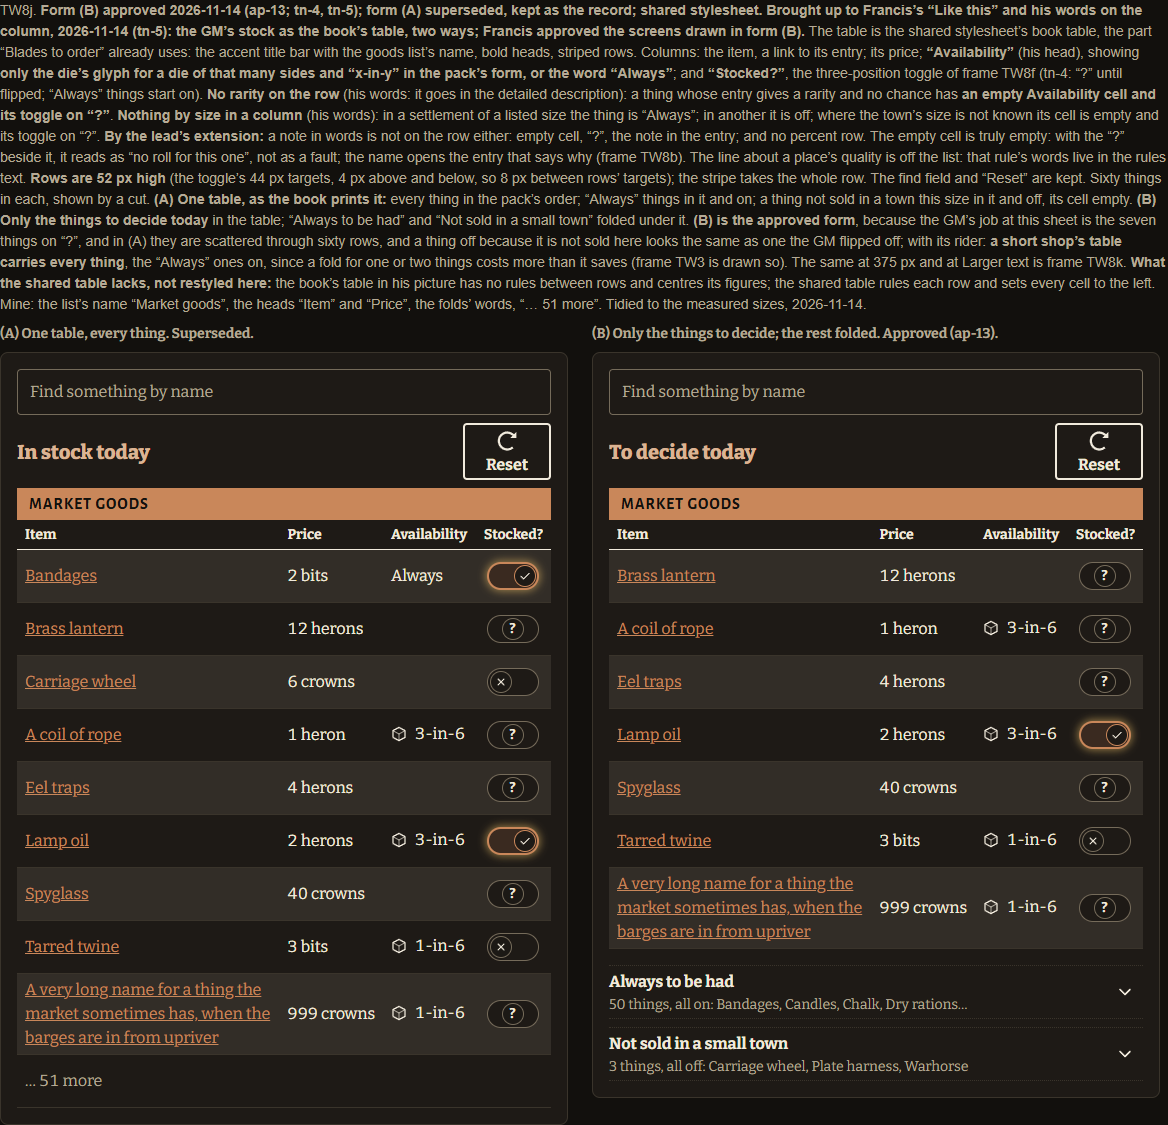 TW8j. Form (B) approved 2026-11-14 (ap-13; tn-4, tn-5); form (A) superseded, kept as the record; shared stylesheet. Brought up to Francis’s “Like this” and his words on the
column, 2026-11-14 (tn-5): the GM’s stock as the book’s table, two ways; Francis approved the screens drawn in form (B). The table is the shared stylesheet’s book table, the part
“Blades to order” already uses: the accent title bar with the goods list’s name, bold heads, striped rows. Columns: the item, a link to its entry; its price; “Availability” (his head), showing
only the die’s glyph for a die of that many sides and “x-in-y” in the pack’s form, or the word “Always”; and “Stocked?”, the three-position toggle of frame TW8f (tn-4: “?” until
flipped; “Always” things start on). No rarity on the row (his words: it goes in the detailed description): a thing whose entry gives a rarity and no chance has an empty Availability cell and
its toggle on “?”. Nothing by size in a column (his words): in a settlement of a listed size the thing is “Always”; in another it is off; where the town’s size is not known its cell is empty and
its toggle on “?”. By the lead’s extension: a note in words is not on the row either: empty cell, “?”, the note in the entry; and no percent row. The empty cell is truly empty: with the “?”
beside it, it reads as “no roll for this one”, not as a fault; the name opens the entry that says why (frame TW8b). The line about a place’s quality is off the list: that rule’s words live in the rules
text. Rows are 52 px high (the toggle’s 44 px targets, 4 px above and below, so 8 px between rows’ targets); the stripe takes the whole row. The find field and “Reset” are kept. Sixty things
in each, shown by a cut. (A) One table, as the book prints it: every thing in the pack’s order; “Always” things in it and on; a thing not sold in a town this size in it and off, its cell empty. (B)
Only the things to decide today in the table; “Always to be had” and “Not sold in a small town” folded under it. (B) is the approved form, because the GM’s job at this sheet is the seven
things on “?”, and in (A) they are scattered through sixty rows, and a thing off because it is not sold here looks the same as one the GM flipped off; with its rider: a short shop’s table
carries every thing, the “Always” ones on, since a fold for one or two things costs more than it saves (frame TW3 is drawn so). The same at 375 px and at Larger text is frame TW8k. What
the shared table lacks, not restyled here: the book’s table in his picture has no rules between rows and centres its figures; the shared table rules each row and sets every cell to the left.
Mine: the list’s name “Market goods”, the heads “Item” and “Price”, the folds’ words, “… 51 more”. Tidied to the measured sizes, 2026-11-14.
(A) One table, every thing. Superseded.
Find something by name
In stock today
Reset
MARKET GOODS
Item Price Availability Stocked?
Bandages 2 bits Always
Brass lantern 12 herons ?
Carriage wheel 6 crowns
A coil of rope 1 heron 3-in-6 ?
Eel traps 4 herons ?
Lamp oil 2 herons 3-in-6
Spyglass 40 crowns ?
Tarred twine 3 bits 1-in-6
A very long name for a thing the
market sometimes has, when the 999 crowns 1-in-6 ?
barges are in from upriver
… 51 more
(B) Only the things to decide; the rest folded. Approved (ap-13).
Find something by name
To decide today
Reset
MARKET GOODS
Item Price Availability Stocked?
Brass lantern 12 herons ?
A coil of rope 1 heron 3-in-6 ?
Eel traps 4 herons ?
Lamp oil 2 herons 3-in-6
Spyglass 40 crowns ?
Tarred twine 3 bits 1-in-6
A very long name for a thing the
market sometimes has, when the 999 crowns 1-in-6 ?
barges are in from upriver
Always to be had
50 things, all on: Bandages, Candles, Chalk, Dry rations…
Not sold in a small town
3 things, all off: Carriage wheel, Plate harness, Warhorse